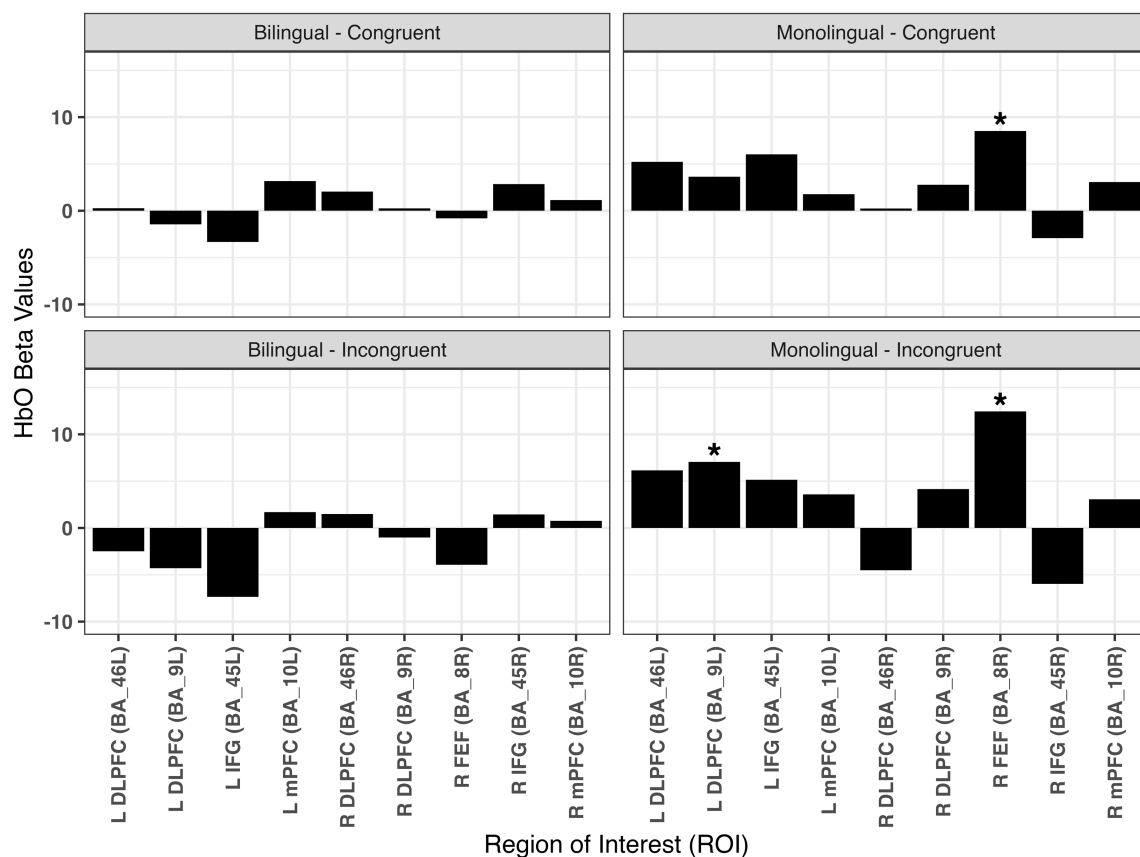 Bilingual - Congruent
Monolingual - Congruent
10
0
-10
*
Bilingual - Incongruent
Monolingual - Incongruent
10
0
-10
*
*
HbO Beta Values
L DLPFC (BA_46L)
L DLPFC (BA_9L)
L IFG (BA_45L)
L mPFC (BA_10L)
R DLPFC (BA_46R)
R DLPFC (BA_9R)
R FEF (BA_8R)
R IFG (BA_45R)
R mPFC (BA_10R)
L DLPFC (BA_46L)
L DLPFC (BA_9L)
L IFG (BA_45L)
L mPFC (BA_10L)
R DLPFC (BA_46R)
R DLPFC (BA_9R)
R FEF (BA_8R)
R IFG (BA_45R)
R mPFC (BA_10R)
Region of Interest (ROI)